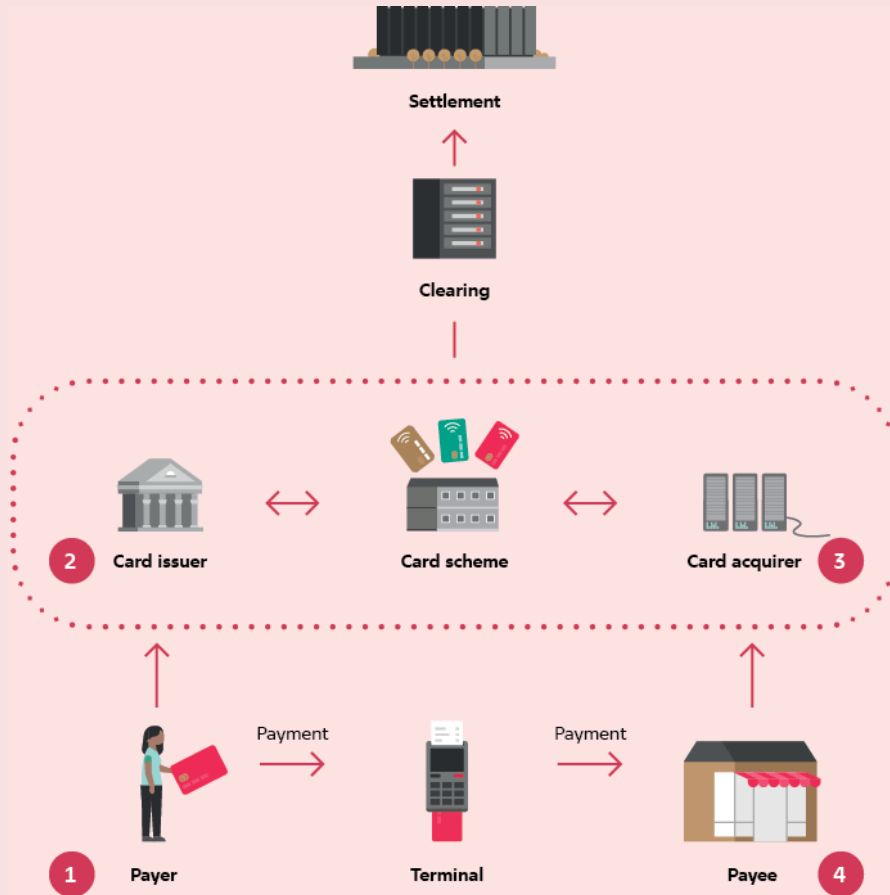 Settlement
Clearing
2 Card issuer
Card scheme
Card acquirer 3
Payment
Payment
1 Payer
Terminal
Payee 4